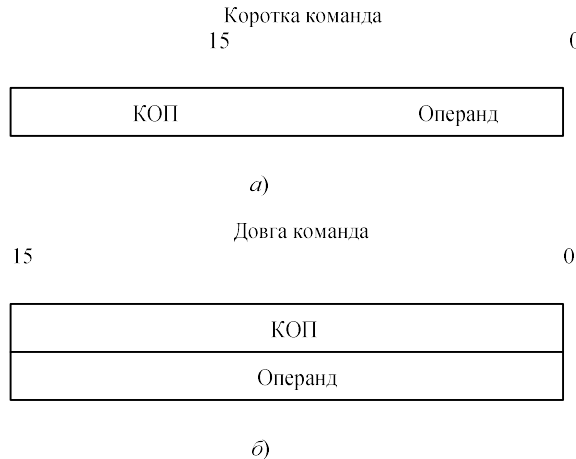 Коротка команда
15 0
КОП Операнд
а)
Довга команда
15 0
КОП
Операнд
б)